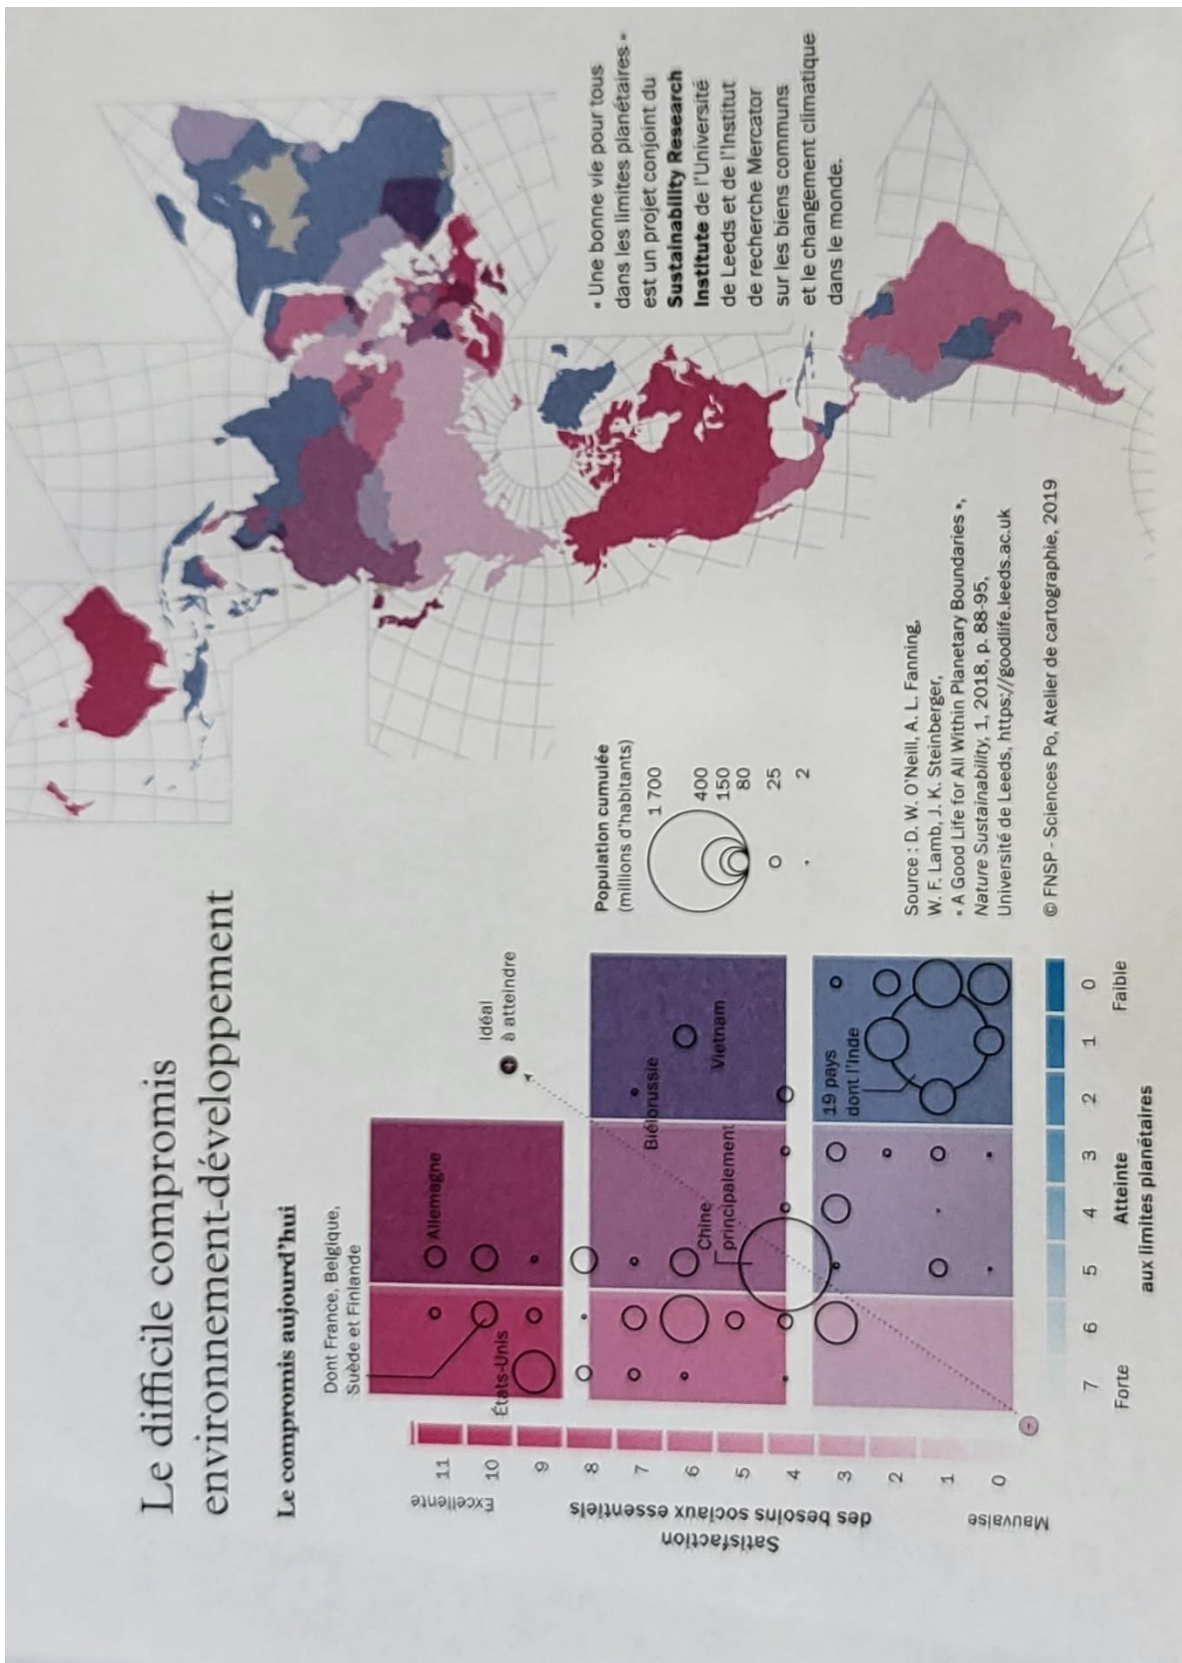 Le difficile compromis
environnement-développement
Le compromis aujourd'hui
Dont France, Belgique,
Suède et Finlande
Allemagne
États-Unis
Idéal
à atteindre
Biélorussie
Vietnam
Chine
principalement
19 pays
dont l'Inde
Excellente
11
10
9
8
7
6
5
4
3
2
1
0
Mauvaise
Satisfaction
des besoins sociaux essentiels
7
6
5
4
3
2
1
0
Forte
Atteinte
Faible
aux limites planétaires
Population cumulée
(millions d'habitants)
1 700
400
150
80
25
2
Source : D. W. O'Neill, A. L. Fanning,
W. F. Lamb, J. K. Steinberger,
« A Good Life for All Within Planetary Boundaries »,
Nature Sustainability, 1, 2018, p. 88-95,
Université de Leeds, https://goodlife.leeds.ac.uk
© FNSP - Sciences Po, Atelier de cartographie, 2019
« Une bonne vie pour tous
dans les limites planétaires »
est un projet conjoint du
Sustainability Research
Institute de l'Université
de Leeds et de l'Institut
de recherche Mercator
sur les biens communs
et le changement climatique
dans le monde.